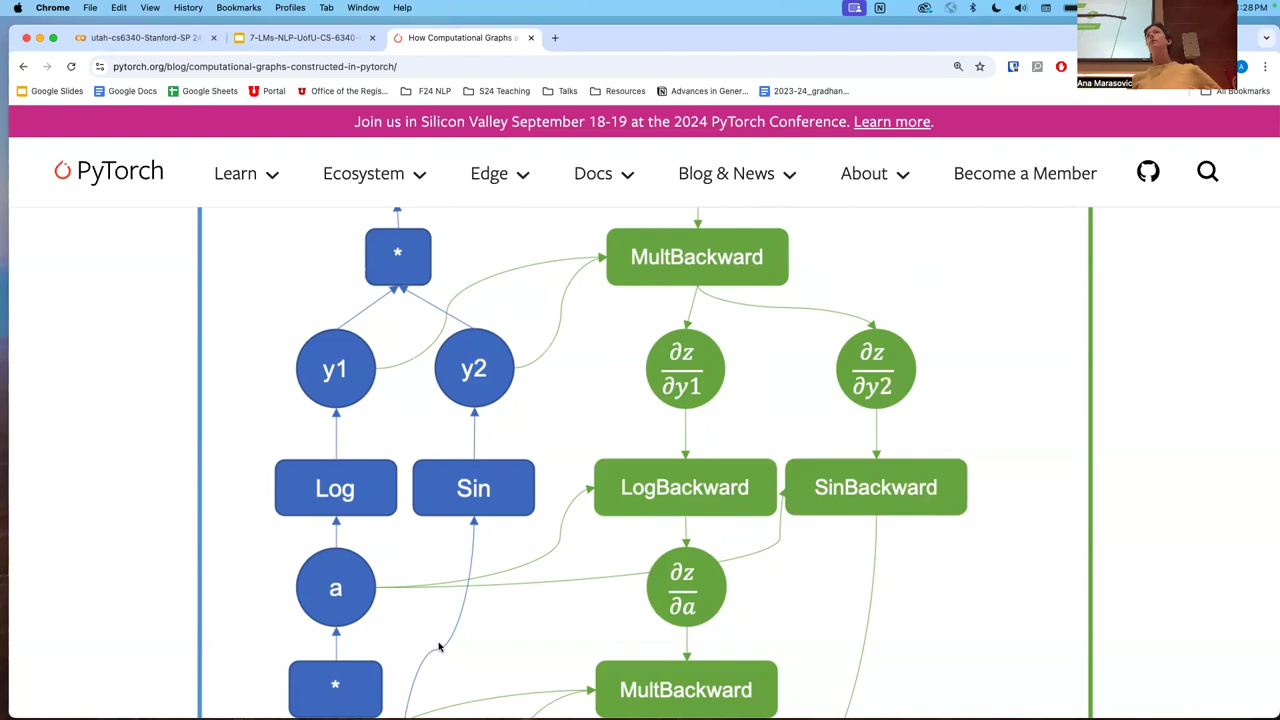 Chrome File Edit View History Bookmarks Profiles Tab Window Help
:28 PM
utah-cs6340-Stanford-SP 24
7-LMs-NLP-UofU-CS-6340-
How Computational Graphs a
pytorch.org/blog/computational-graphs-constructed-in-pytorch/
A
Google Slides Google Docs Google Sheets Portal Office of the Regi F24 NLP S24 Teaching Talks Resources Advances in Gener... 2023-24_gradhan... All Bookmarks
Ana Marasovic
Join us in Silicon Valley September 18-19 at the 2024 PyTorch Conference. Learn more.
PyTorch Learn Ecosystem Edge Docs Blog & News About Become a Member
* MultBackward
y1 y2 ∂z/∂y1 ∂z/∂y2
Log Sin LogBackward SinBackward
a ∂z/∂a
* MultBackward